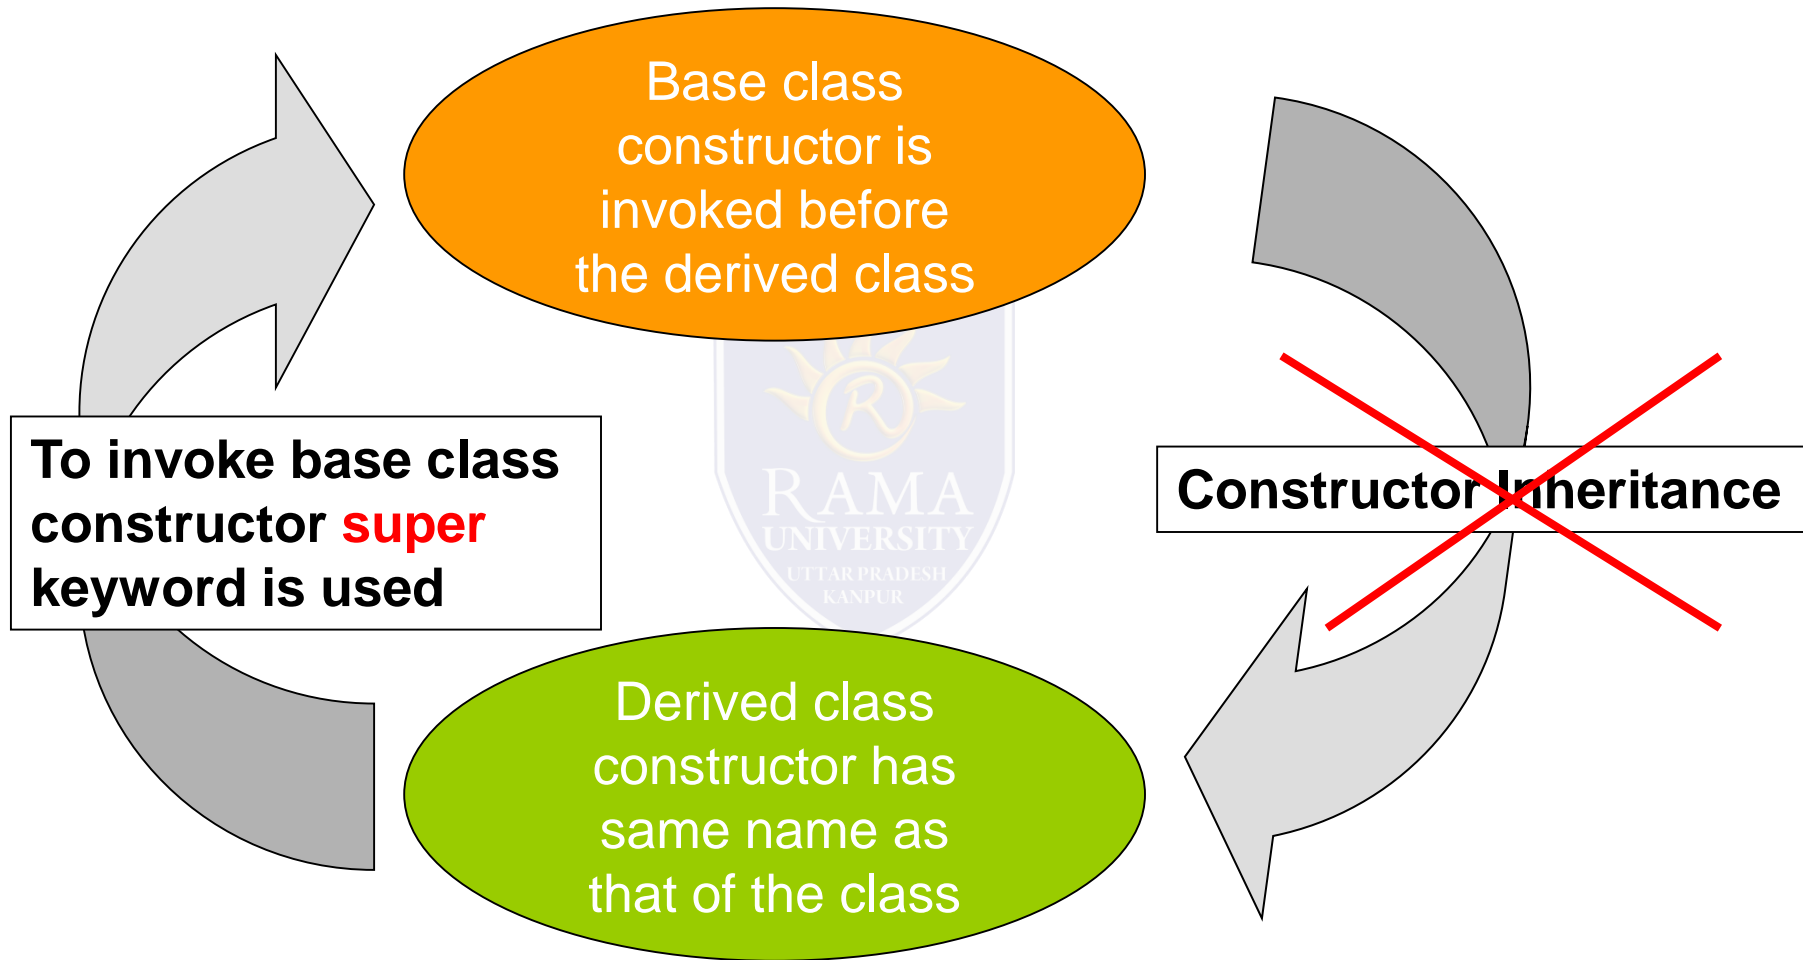 Base class
constructor is
invoked before
the derived class
To invoke base class
constructor super
keyword is used
RAMA
UNIVERSITY
UTTAR PRADESH
KANPUR
Constructor Inheritance
Derived class
constructor has
same name as
that of the class